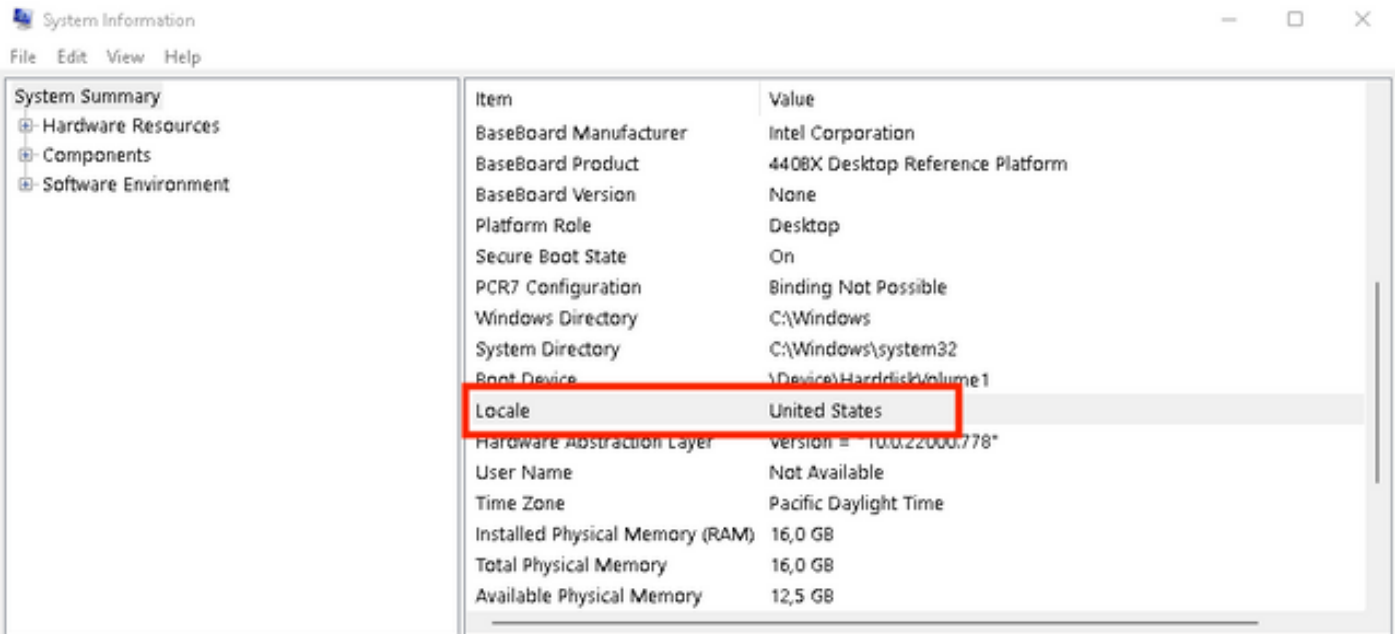 System Information
File Edit View Help
System Summary
Hardware Resources
Components
Software Environment
Item Value
BaseBoard Manufacturer Intel Corporation
BaseBoard Product 440BX Desktop Reference Platform
BaseBoard Version None
Platform Role Desktop
Secure Boot State On
PCR7 Configuration Binding Not Possible
Windows Directory C:\Windows
System Directory C:\Windows\system32
Boot Device \Device\HarddiskVolume1
Locale United States
Hardware Abstraction Layer Version = "10.0.22000.778"
User Name Not Available
Time Zone Pacific Daylight Time
Installed Physical Memory (RAM) 16,0 GB
Total Physical Memory 16,0 GB
Available Physical Memory 12,5 GB